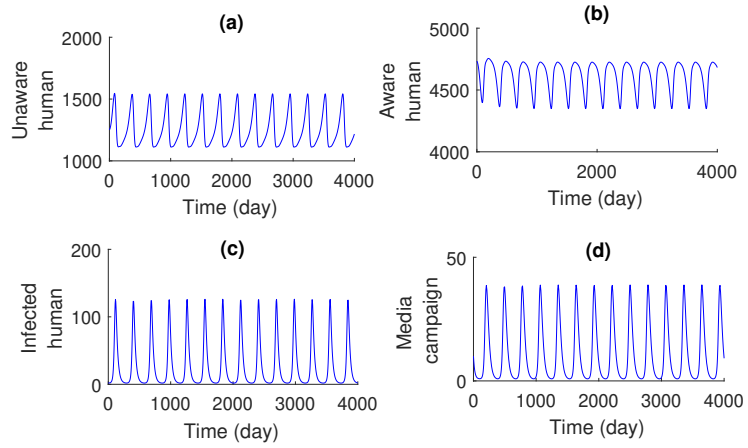 (a)
2000
1500
1000
Unaware
human
0 1000 2000 3000 4000
Time (day)
(b)
5000
4500
4000
Aware
human
0 2000 4000
Time (day)
(c)
200
100
0
Infected
human
0 1000 2000 3000 4000
Time (day)
(d)
50
0
Media
campaign
0 1000 2000 3000 4000
Time (day)